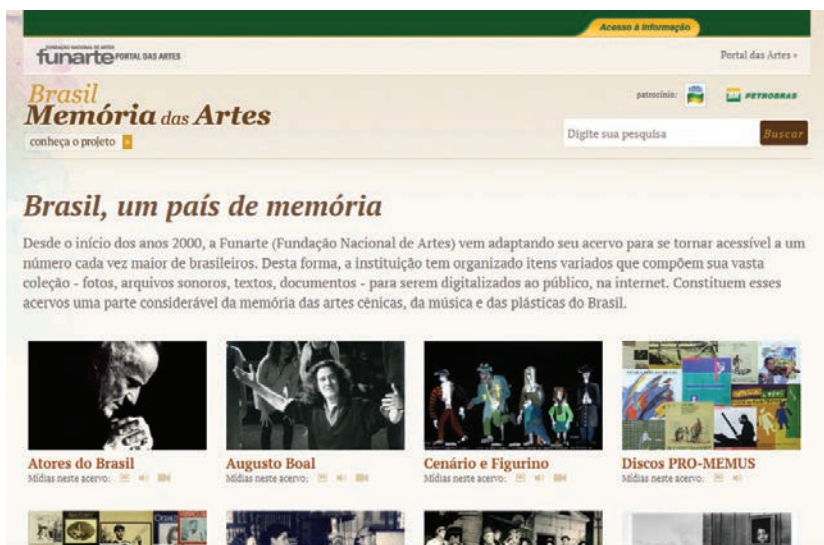 Acesso à Informação
FUNDAÇÃO NACIONAL DE ARTES
funarte PORTAL DAS ARTES
Portal das Artes »
Brasil
Memória das Artes
conheça o projeto
patrocínio:
PETROBRAS
Digite sua pesquisa
Buscar
Brasil, um país de memória
Desde o início dos anos 2000, a Funarte (Fundação Nacional de Artes) vem adaptando seu acervo para se tornar acessível a um
número cada vez maior de brasileiros. Desta forma, a instituição tem organizado itens variados que compõem sua vasta
coleção - fotos, arquivos sonoros, textos, documentos - para serem digitalizados ao público, na internet. Constituem esses
acervos uma parte considerável da memória das artes cênicas, da música e das plásticas do Brasil.
Atores do Brasil
Mídias neste acervo:
Augusto Boal
Mídias neste acervo:
Cenário e Figurino
Mídias neste acervo:
Discos PRO-MEMUS
Mídias neste acervo: